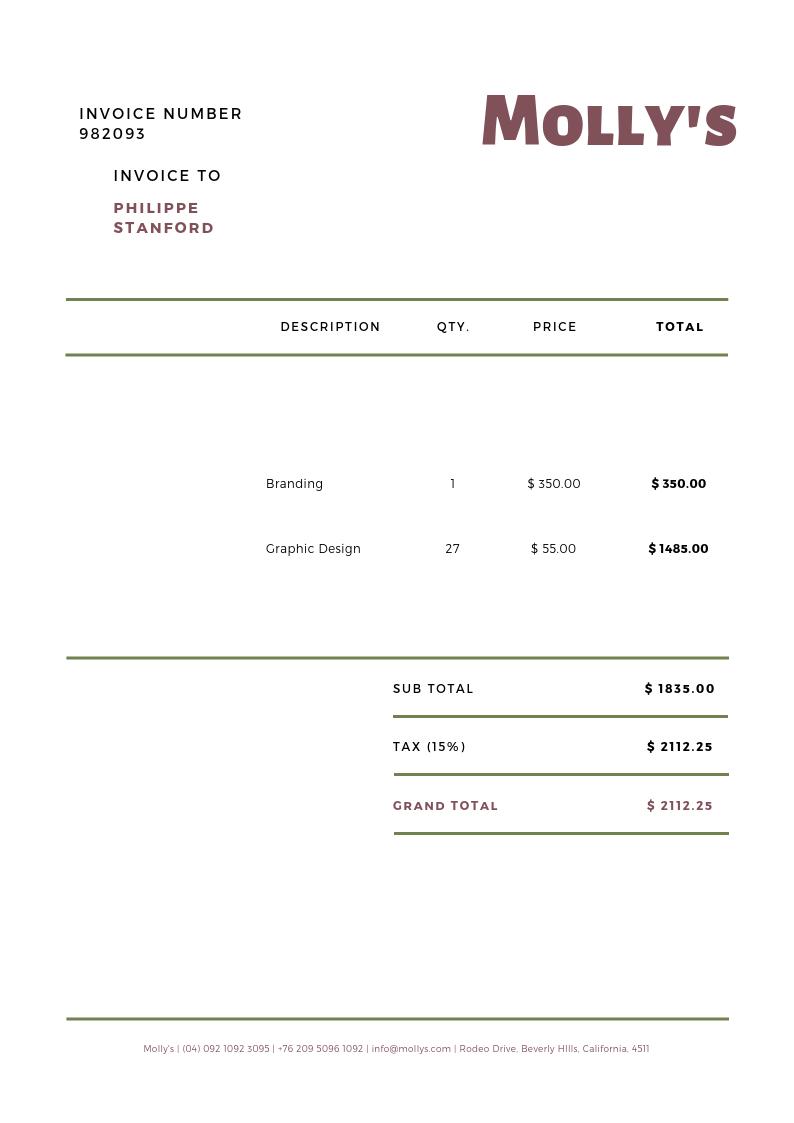 INVOICE NUMBER
982093
MOLLY'S
INVOICE TO
PHILIPPE
STANFORD
DESCRIPTION QTY. PRICE TOTAL
Branding 1 $ 350.00 $ 350.00
Graphic Design 27 $ 55.00 $ 1485.00
SUB TOTAL $ 1835.00
TAX (15%) $ 2112.25
GRAND TOTAL $ 2112.25
Molly's | (04) 092 1092 3095 | +76 209 5096 1092 | info@mollys.com | Rodeo Drive, Beverly HIlls, California, 4511